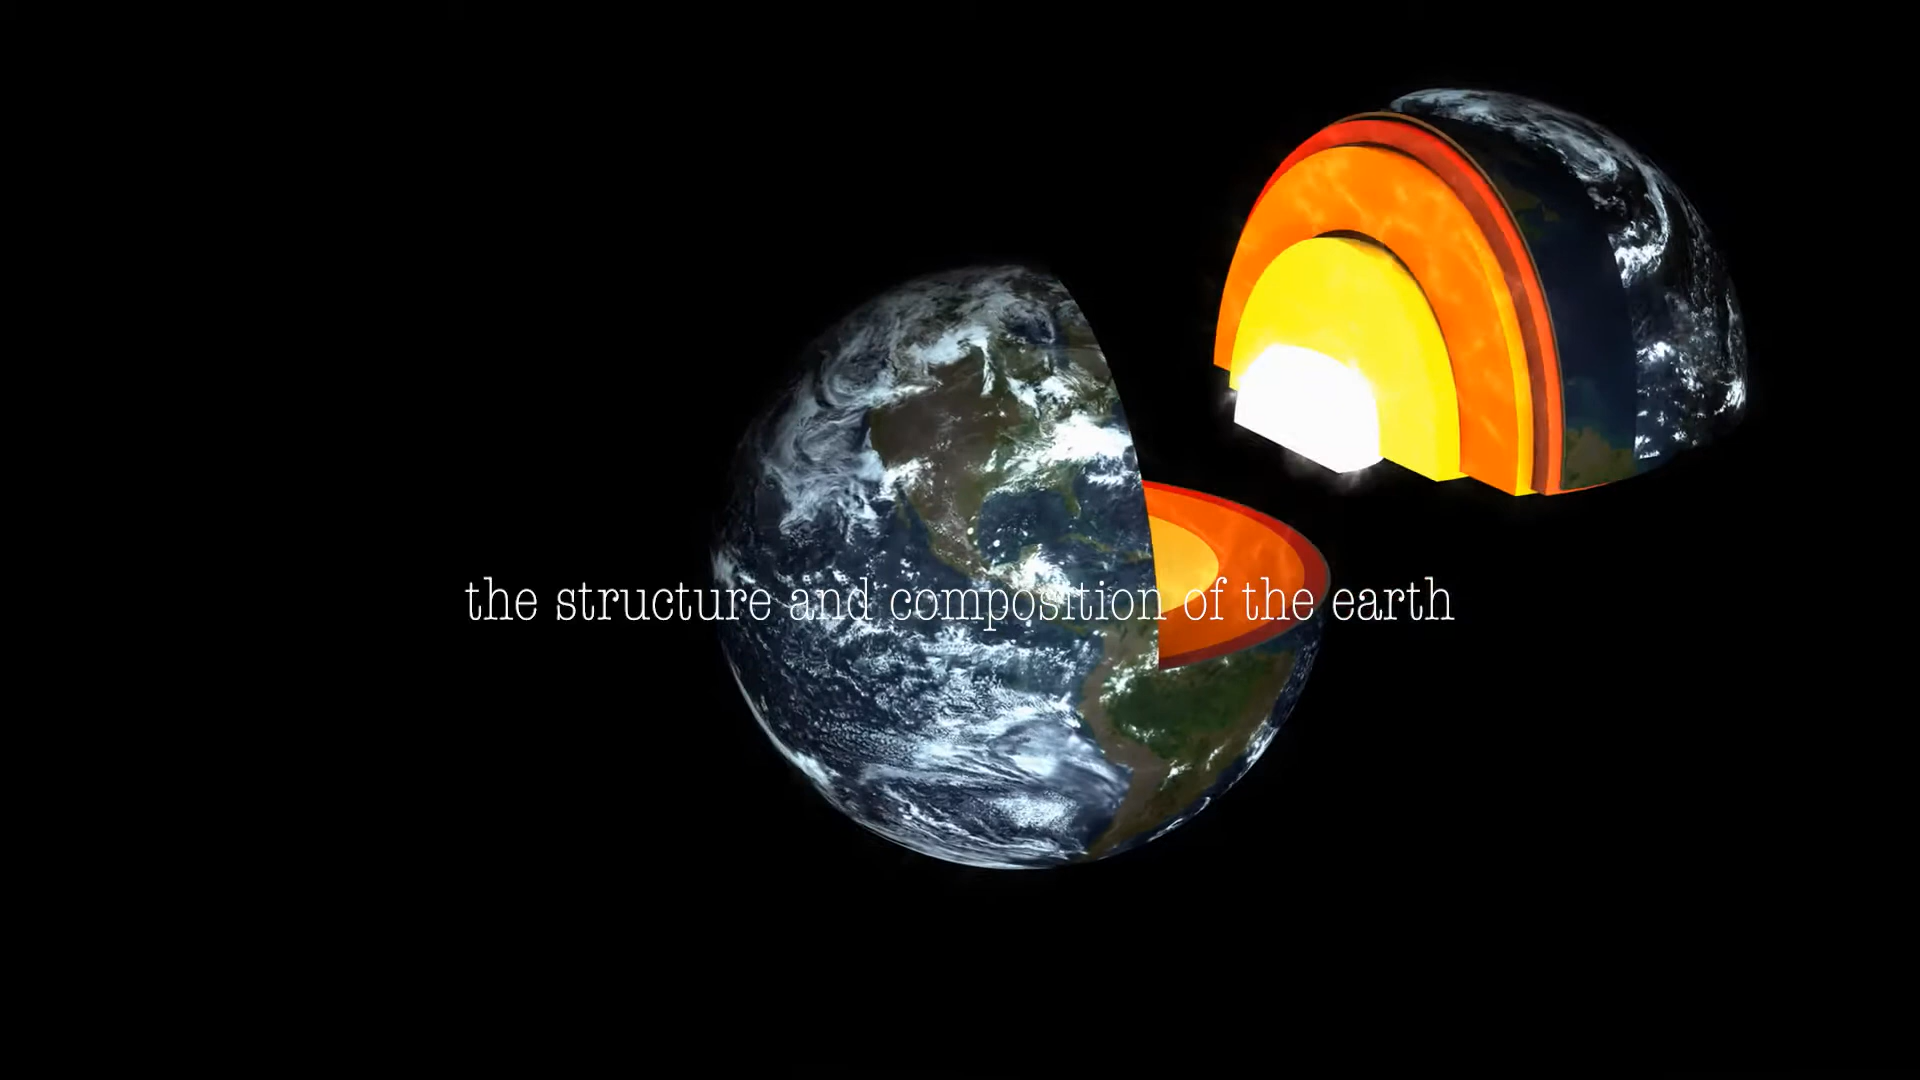 the structure and composition of the earth